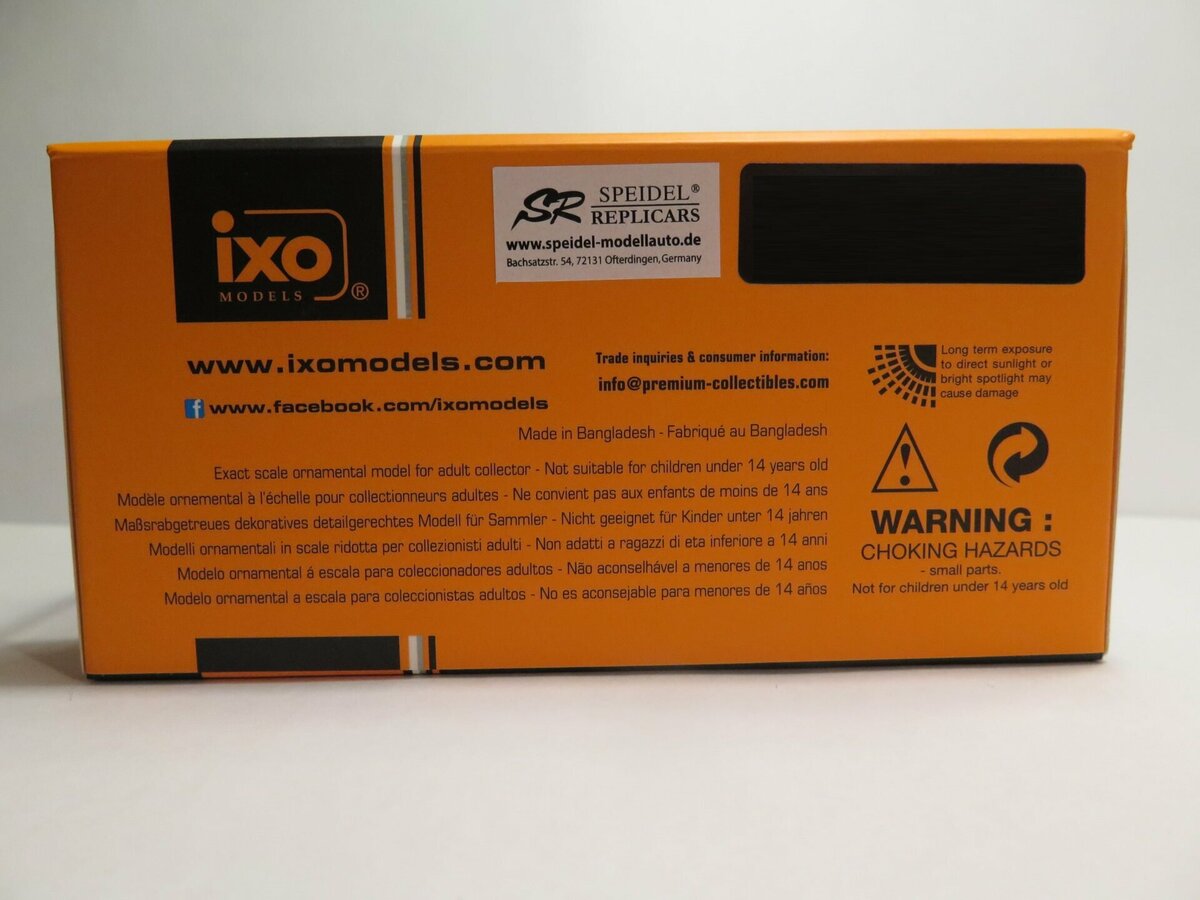 ixo
MODELS ®
SR SPEIDEL®
REPLICARS
www.speidel-modellauto.de
Bachsatzstr. 54, 72131 Ofterdingen, Germany
www.ixomodels.com
f www.facebook.com/ixomodels
Trade inquiries & consumer information:
info@premium-collectibles.com
Long term exposure
to direct sunlight or
bright spotlight may
cause damage
Made in Bangladesh - Fabriqué au Bangladesh
Exact scale ornamental model for adult collector - Not suitable for children under 14 years old
Modèle ornemental à l'échelle pour collectionneurs adultes - Ne convient pas aux enfants de moins de 14 ans
Maßsrabgetreues dekoratives detailgerechtes Modell für Sammler - Nicht geeignet für Kinder unter 14 jahren
Modelli ornamentali in scale ridotta per collezionisti adulti - Non adatti a ragazzi di eta inferiore a 14 anni
Modelo ornamental á escala para coleccionadores adultos - Não aconselhável a menores de 14 anos
Modelo ornamental a escala para coleccionistas adultos - No es aconsejable para menores de 14 años
WARNING :
CHOKING HAZARDS
- small parts.
Not for children under 14 years old